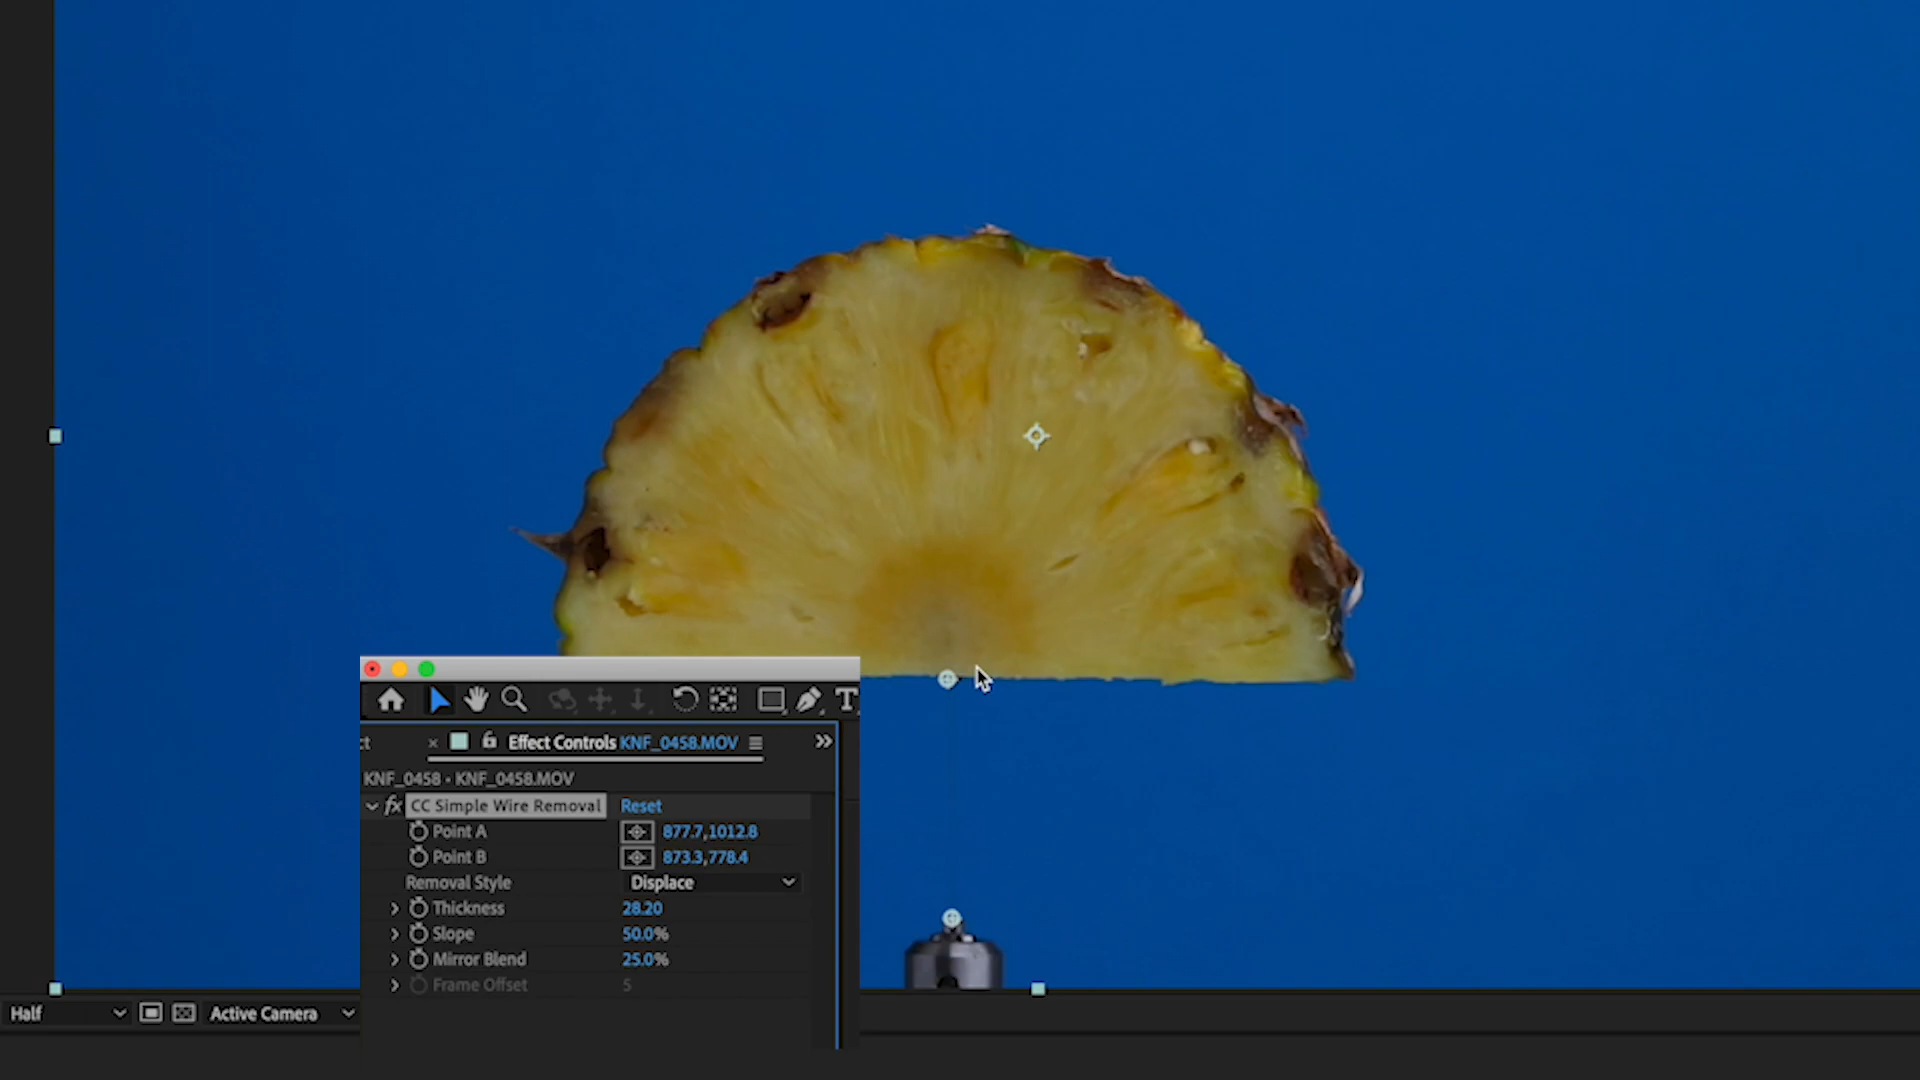 ct × Effect Controls KNF_0458.MOV
KNF_0458 • KNF_0458.MOV
fx CC Simple Wire Removal Reset
Point A 877.7,1012.8
Point B 873.3,778.4
Removal Style Displace
Thickness 28.20
Slope 50.0%
Mirror Blend 25.0%
Frame Offset 5
Half Active Camera